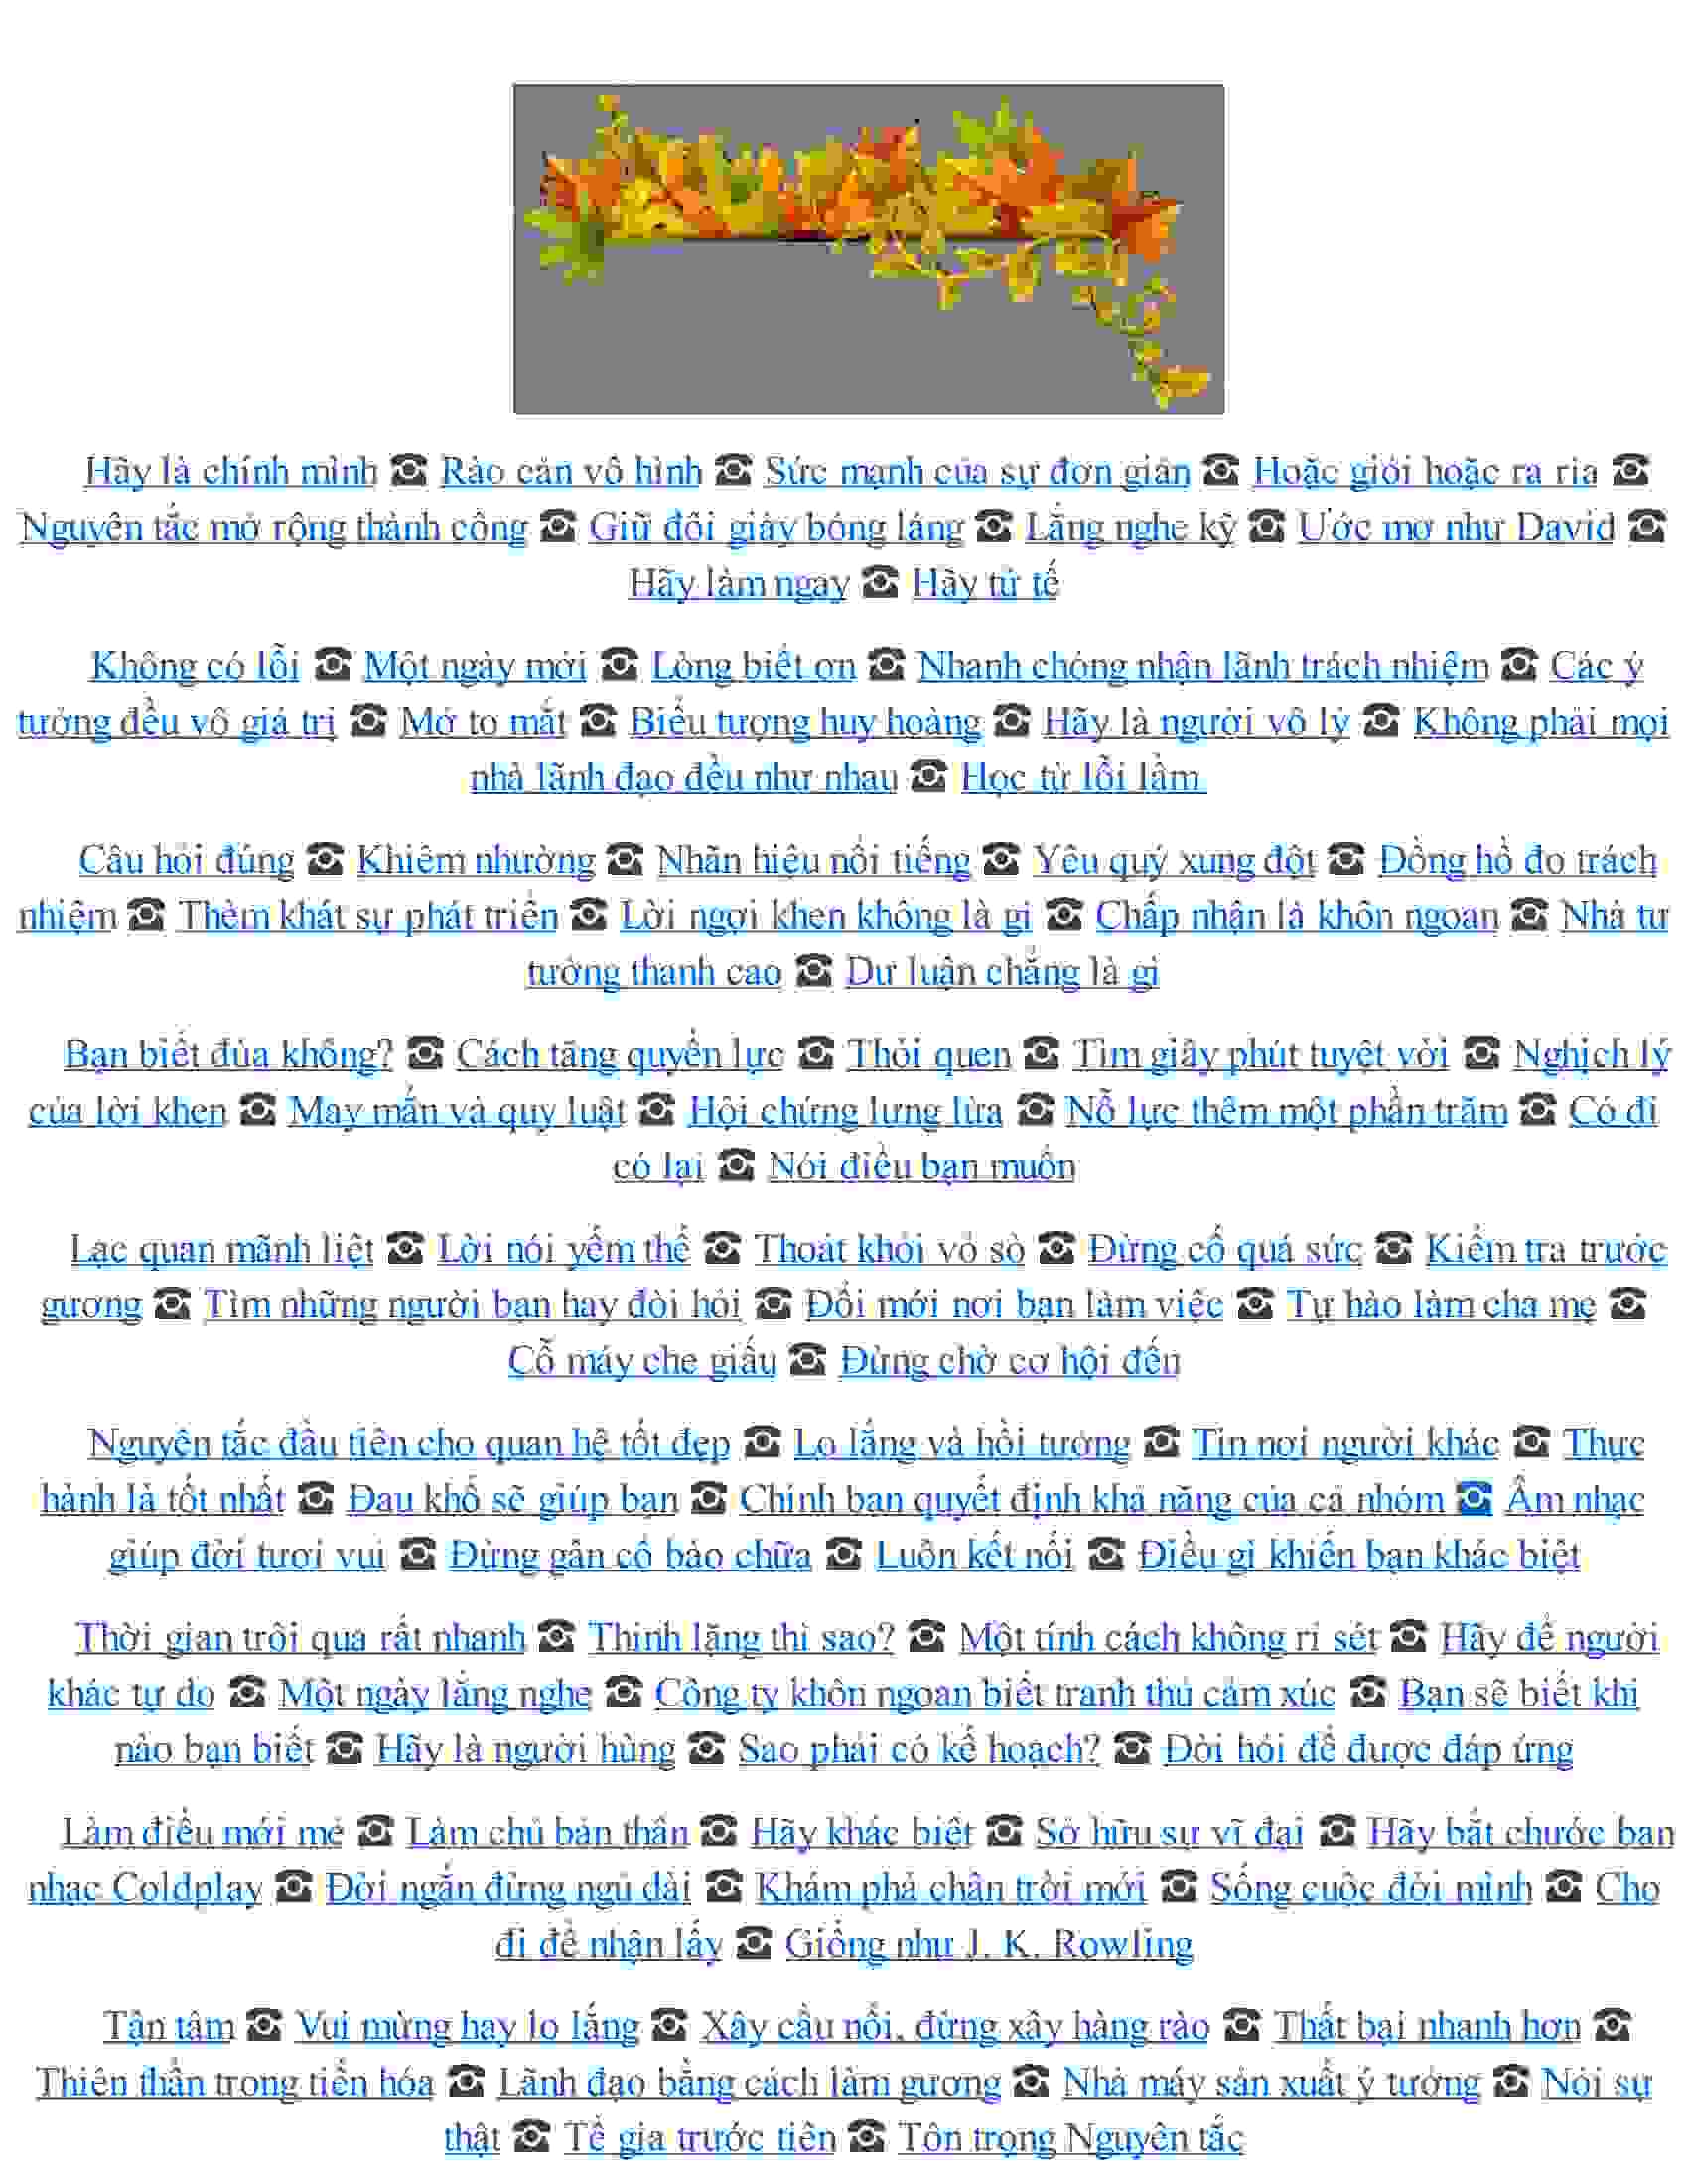 Hãy là chính mình ☎ Rào cản vô hình ☎ Sức mạnh của sự đơn giản ☎ Hoặc giỏi hoặc ra rìa ☎
Nguyên tắc mở rộng thành công ☎ Giữ đôi giày bóng láng ☎ Lắng nghe kỹ ☎ Ước mơ như David ☎
Hãy làm ngay ☎ Hãy tử tế
Không có lỗi ☎ Một ngày mới ☎ Lòng biết ơn ☎ Nhanh chóng nhận lãnh trách nhiệm ☎ Các ý
tưởng đều vô giá trị ☎ Mở to mắt ☎ Biểu tượng huy hoàng ☎ Hãy là người vô lý ☎ Không phải mọi
nhà lãnh đạo đều như nhau ☎ Học từ lỗi lầm
Câu hỏi đúng ☎ Khiêm nhường ☎ Nhãn hiệu nổi tiếng ☎ Yêu quý xung đột ☎ Đồng hồ đo trách
nhiệm ☎ Thèm khát sự phát triển ☎ Lời ngợi khen không là gì ☎ Chấp nhận là khôn ngoan ☎ Nhà tư
tưởng thanh cao ☎ Dư luận chẳng là gì
Bạn biết đùa không? ☎ Cách tăng quyền lực ☎ Thói quen ☎ Tìm giây phút tuyệt vời ☎ Nghịch lý
của lời khen ☎ May mắn và quy luật ☎ Hội chứng lưng lừa ☎ Nỗ lực thêm một phần trăm ☎ Có đi
có lại ☎ Nói điều bạn muốn
Lạc quan mãnh liệt ☎ Lời nói yểm thế ☎ Thoát khỏi vỏ sò ☎ Đừng cố quá sức ☎ Kiểm tra trước
gương ☎ Tìm những người bạn hay đòi hỏi ☎ Đổi mới nơi bạn làm việc ☎ Tự hào làm cha mẹ ☎
Cỗ máy che giấu ☎ Đừng chờ cơ hội đến
Nguyên tắc đầu tiên cho quan hệ tốt đẹp ☎ Lo lắng và hồi tưởng ☎ Tin nơi người khác ☎ Thực
hành là tốt nhất ☎ Đau khổ sẽ giúp bạn ☎ Chính bạn quyết định khả năng của cả nhóm ☎ Âm nhạc
giúp đời tươi vui ☎ Đừng gân cổ bào chữa ☎ Luôn kết nối ☎ Điều gì khiến bạn khác biệt
Thời gian trôi qua rất nhanh ☎ Thinh lặng thì sao? ☎ Một tính cách không rỉ sét ☎ Hãy để người
khác tự do ☎ Một ngày lắng nghe ☎ Công ty khôn ngoan biết tranh thủ cảm xúc ☎ Bạn sẽ biết khi
nào bạn biết ☎ Hãy là người hùng ☎ Sao phải có kế hoạch? ☎ Đòi hỏi để được đáp ứng
Làm điều mới mẻ ☎ Làm chủ bản thân ☎ Hãy khác biệt ☎ Sở hữu sự vĩ đại ☎ Hãy bắt chước ban
nhạc Coldplay ☎ Đời ngắn đừng ngủ dài ☎ Khám phá chân trời mới ☎ Sống cuộc đời mình ☎ Cho
đi để nhận lấy ☎ Giống như J. K. Rowling
Tận tâm ☎ Vui mừng hay lo lắng ☎ Xây cầu nối, đừng xây hàng rào ☎ Thất bại nhanh hơn ☎
Thiên thần trong tiến hóa ☎ Lãnh đạo bằng cách làm gương ☎ Nhà máy sản xuất ý tưởng ☎ Nói sự
thật ☎ Tề gia trước tiên ☎ Tôn trọng Nguyên tắc